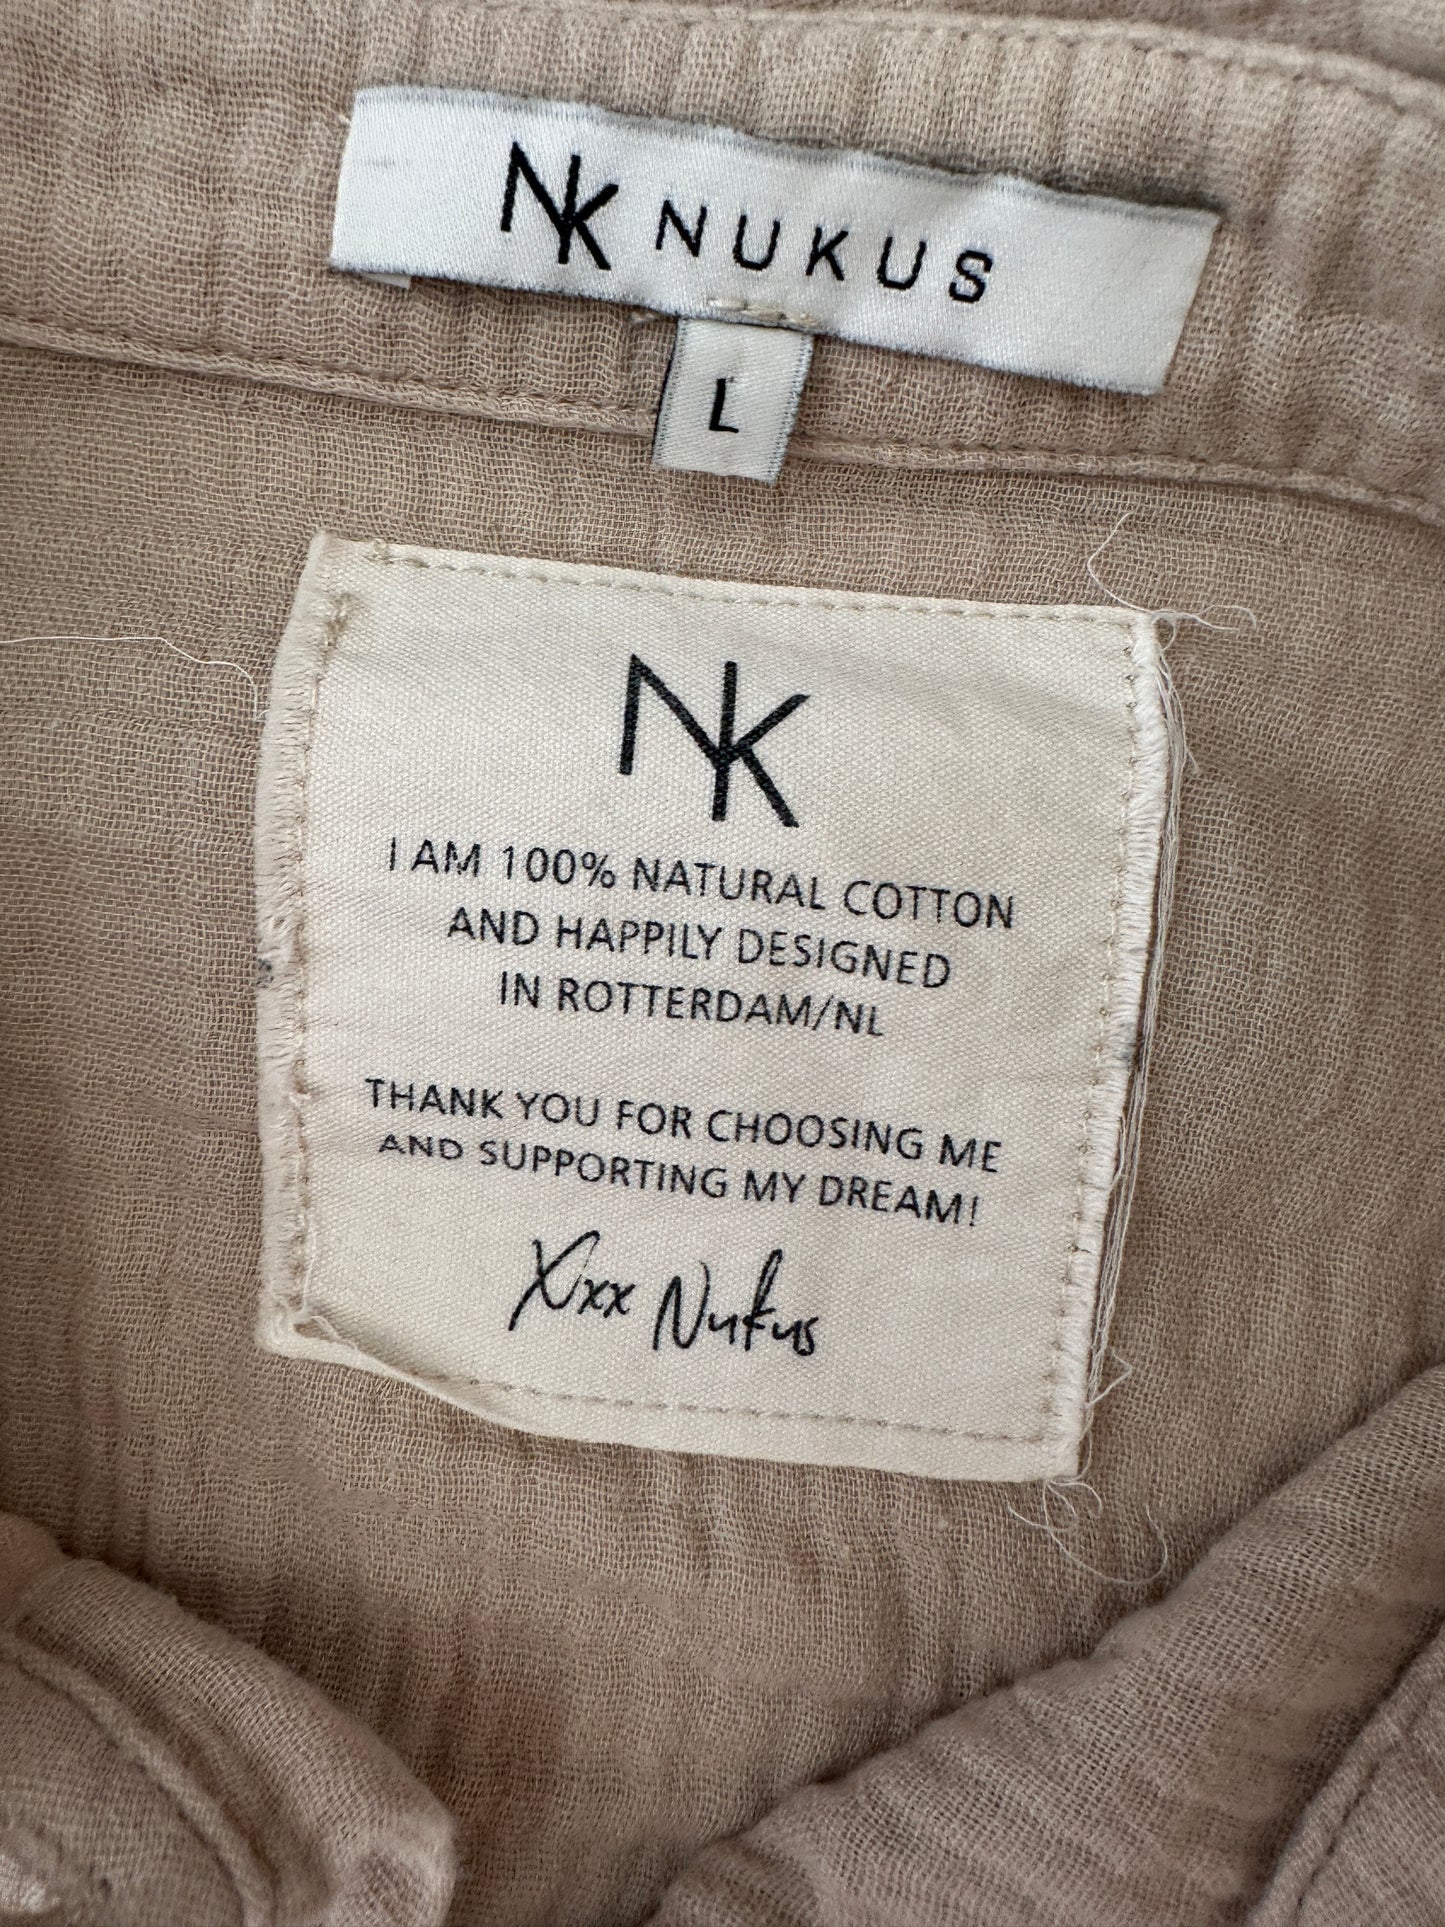 NK NUKUS
L
NK
I AM 100% NATURAL COTTON
AND HAPPILY DESIGNED
IN ROTTERDAM/NL
THANK YOU FOR CHOOSING ME
AND SUPPORTING MY DREAM!
Xxx Nukus